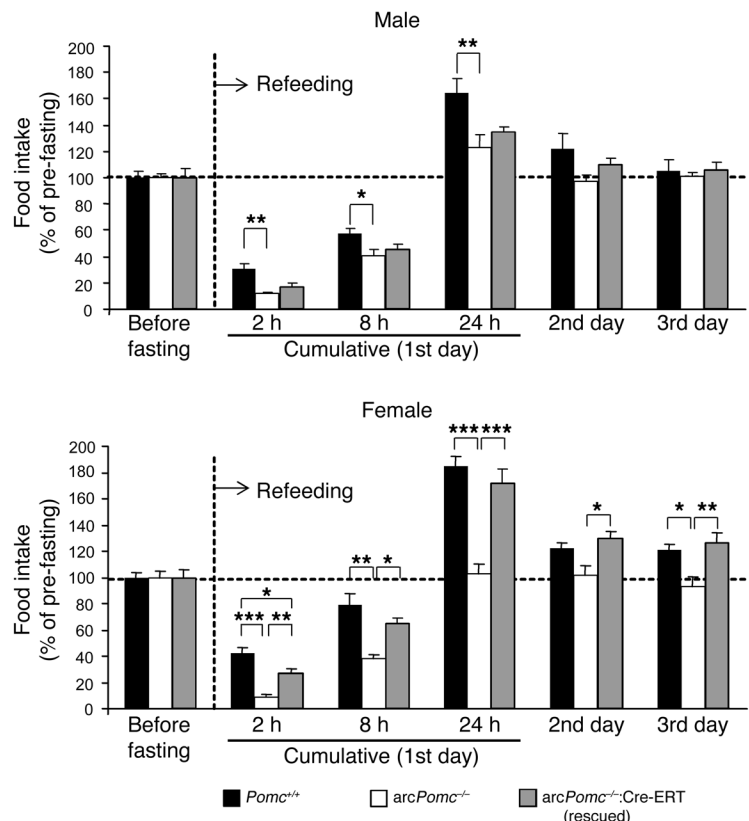 Male
Food intake
(% of pre-fasting)
200
180
160
140
120
100
80
60
40
20
0
Refeeding
**
*
**
Before
fasting
2 h
8 h
24 h
2nd day
3rd day
Cumulative (1st day)
Female
Food intake
(% of pre-fasting)
200
180
160
140
120
100
80
60
40
20
0
Refeeding
*
*** **
** *
*** ***
*
* **
Before
fasting
2 h
8 h
24 h
2nd day
3rd day
Cumulative (1st day)
Pomc+/+
arcPomc–/–
arcPomc–/–:Cre-ERT
(rescued)